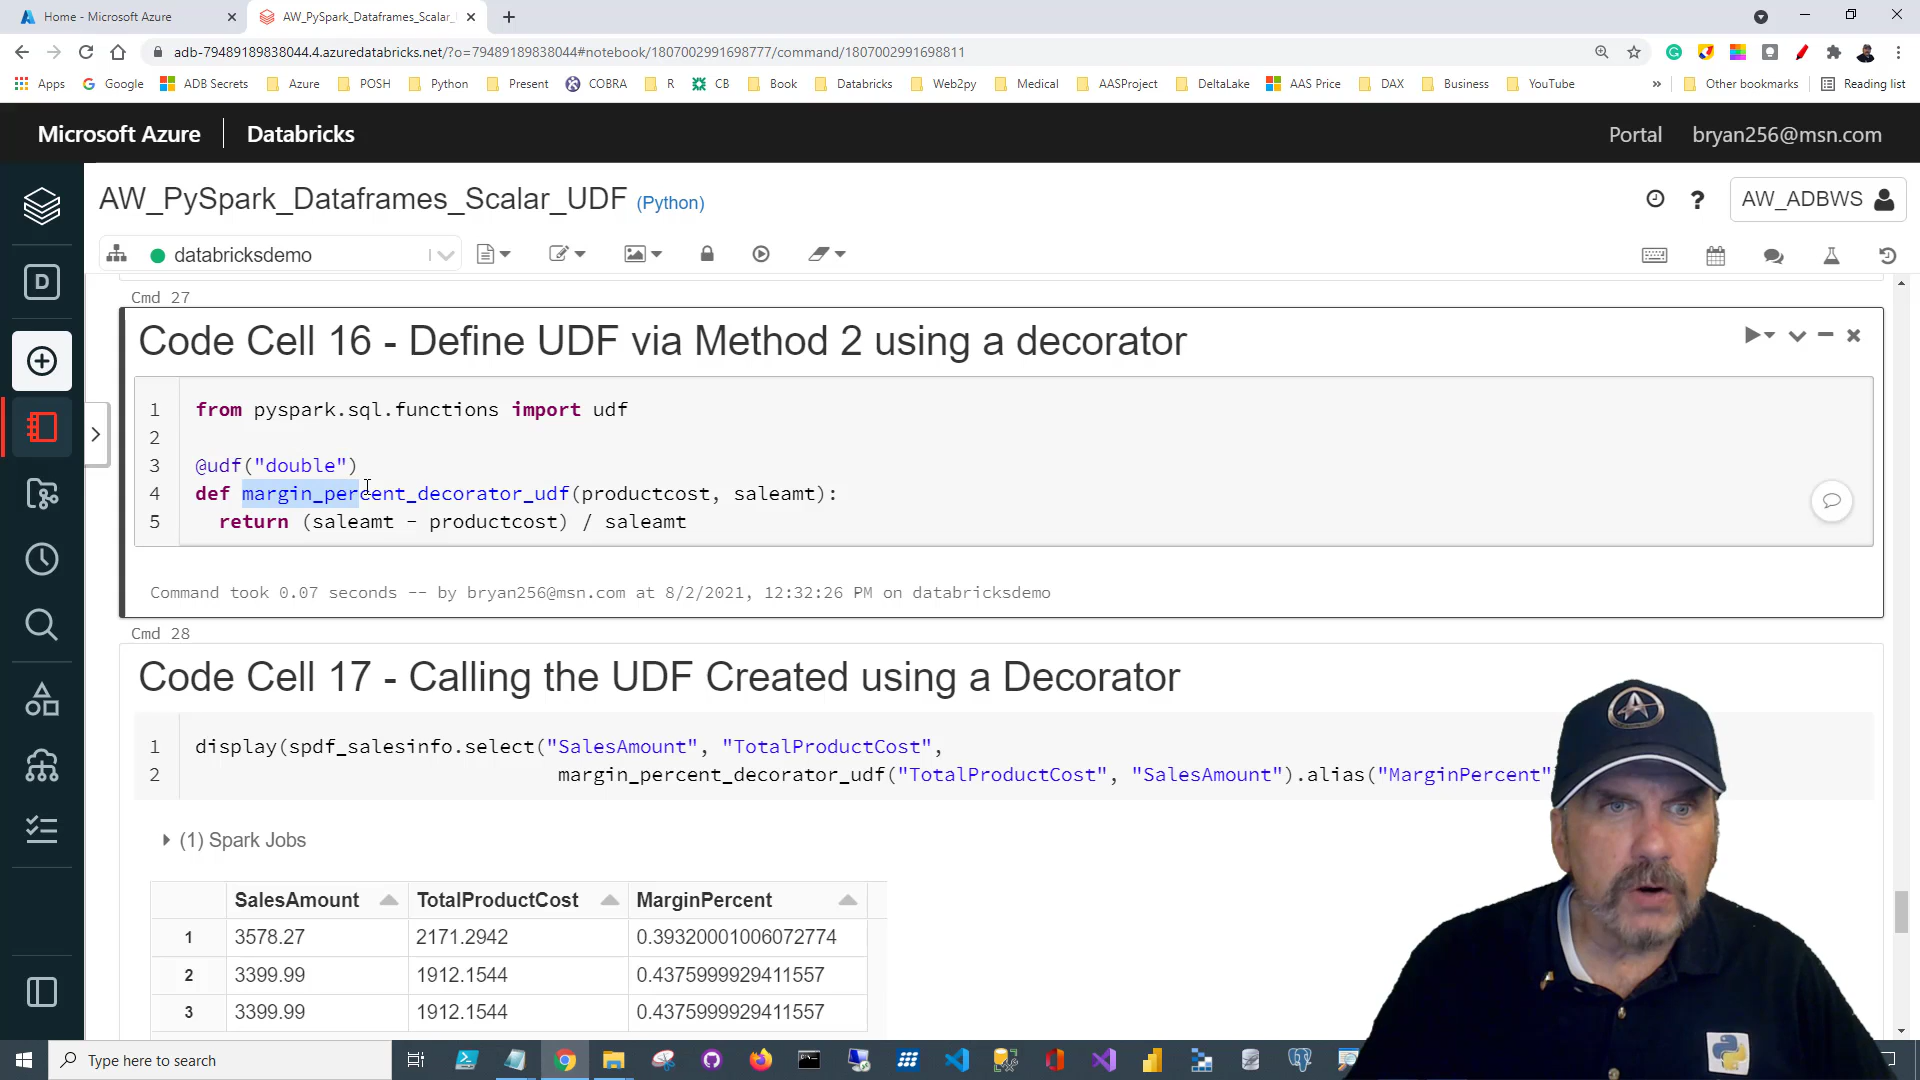 Home - Microsoft Azure
AW_PySpark_Dataframes_Scalar_
adb-79489189838044.4.azuredatabricks.net/?o=79489189838044#notebook/1807002991698777/command/1807002991698811
Apps Google ADB Secrets Azure POSH Python Present COBRA R CB Book Databricks Web2py Medical AASProject DeltaLake AAS Price DAX Business YouTube » Other bookmarks Reading list
Microsoft Azure Databricks Portal bryan256@msn.com
AW_PySpark_Dataframes_Scalar_UDF (Python) ? AW_ADBWS
D databricksdemo
Cmd 27
Code Cell 16 - Define UDF via Method 2 using a decorator
1 from pyspark.sql.functions import udf
2
3 @udf("double")
4 def margin_percent_decorator_udf(productcost, saleamt):
5 return (saleamt - productcost) / saleamt
Command took 0.07 seconds -- by bryan256@msn.com at 8/2/2021, 12:32:26 PM on databricksdemo
Cmd 28
Code Cell 17 - Calling the UDF Created using a Decorator
1 display(spdf_salesinfo.select("SalesAmount", "TotalProductCost",
2 margin_percent_decorator_udf("TotalProductCost", "SalesAmount").alias("MarginPercent"
(1) Spark Jobs
SalesAmount TotalProductCost MarginPercent
1 3578.27 2171.2942 0.39320001006072774
2 3399.99 1912.1544 0.4375999929411557
3 3399.99 1912.1544 0.4375999929411557
Type here to search